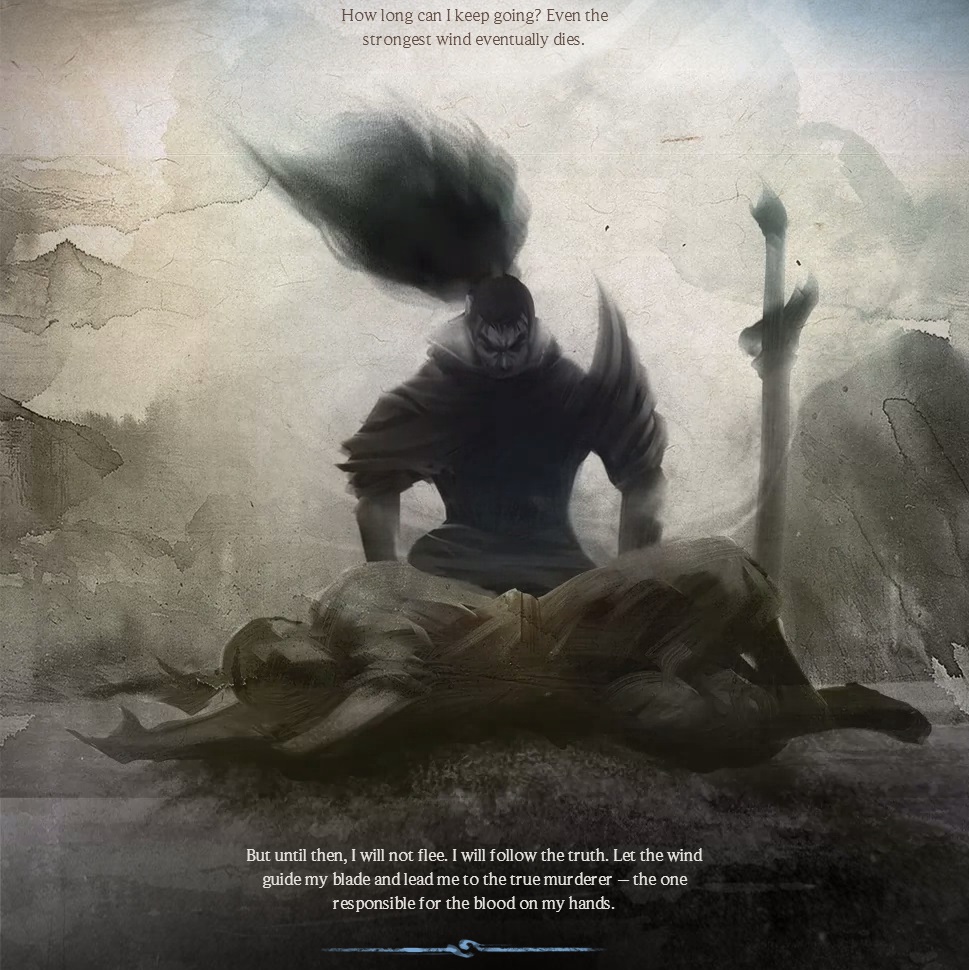 How long can I keep going? Even the
strongest wind eventually dies.
But until then, I will not flee. I will follow the truth. Let the wind
guide my blade and lead me to the true murderer — the one
responsible for the blood on my hands.